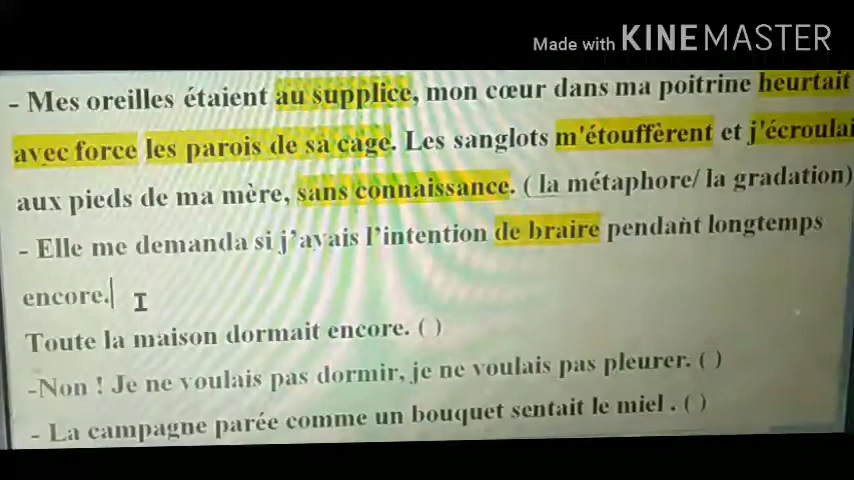 Made with KINEMASTER
- Mes oreilles étaient au supplice, mon cœur dans ma poitrine heurtait
avec force les parois de sa cage. Les sanglots m'étouffèrent et j'écroulai
aux pieds de ma mère, sans connaissance. ( la métaphore/ la gradation)
- Elle me demanda si j'avais l'intention de braire pendant longtemps
encore.
Toute la maison dormait encore. ( )
-Non ! Je ne voulais pas dormir, je ne voulais pas pleurer. ( )
- La campagne parée comme un bouquet sentait le miel . ( )